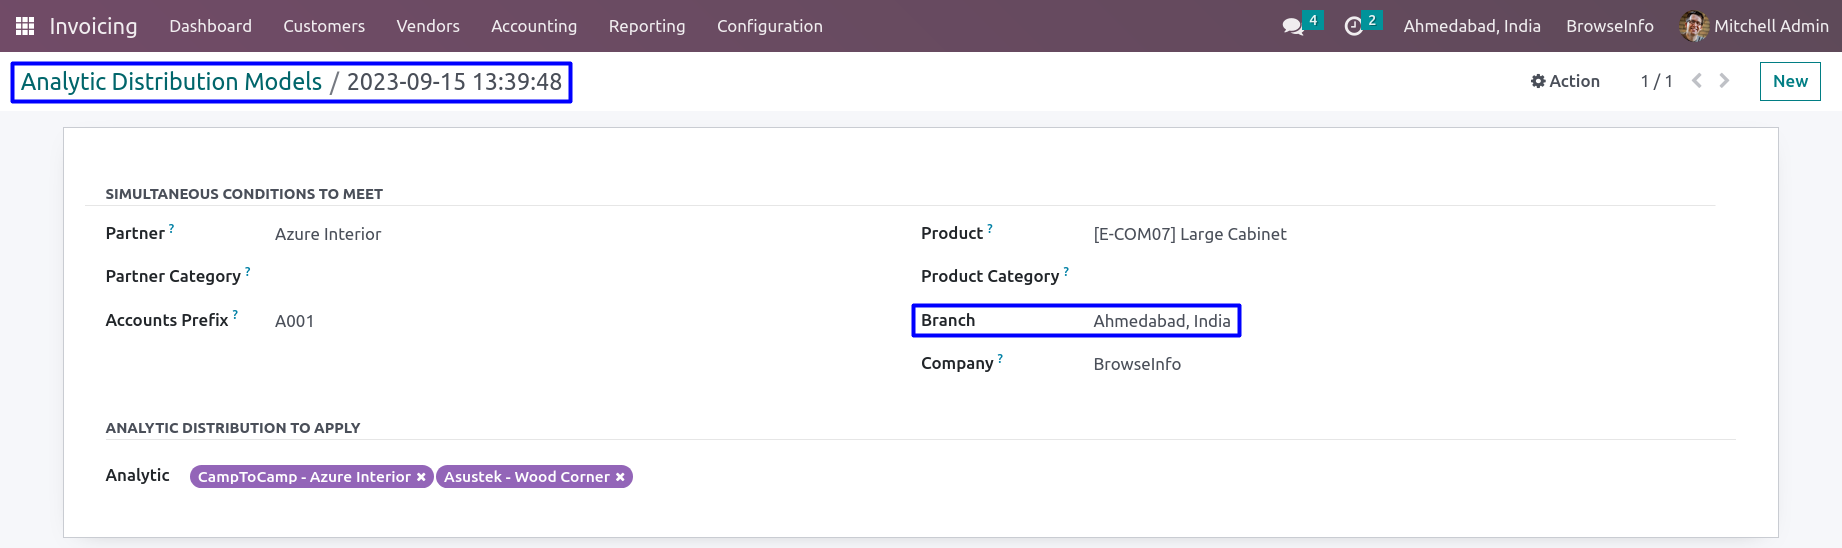 Invoicing Dashboard Customers Vendors Accounting Reporting Configuration 4 2 Ahmedabad, India BrowseInfo Mitchell Admin
Analytic Distribution Models / 2023-09-15 13:39:48 Action 1 / 1 New
SIMULTANEOUS CONDITIONS TO MEET
Partner ? Azure Interior Product ? [E-COM07] Large Cabinet
Partner Category ? Product Category ?
Accounts Prefix ? A001 Branch Ahmedabad, India
Company ? BrowseInfo
ANALYTIC DISTRIBUTION TO APPLY
Analytic CampToCamp - Azure Interior × Asustek - Wood Corner ×